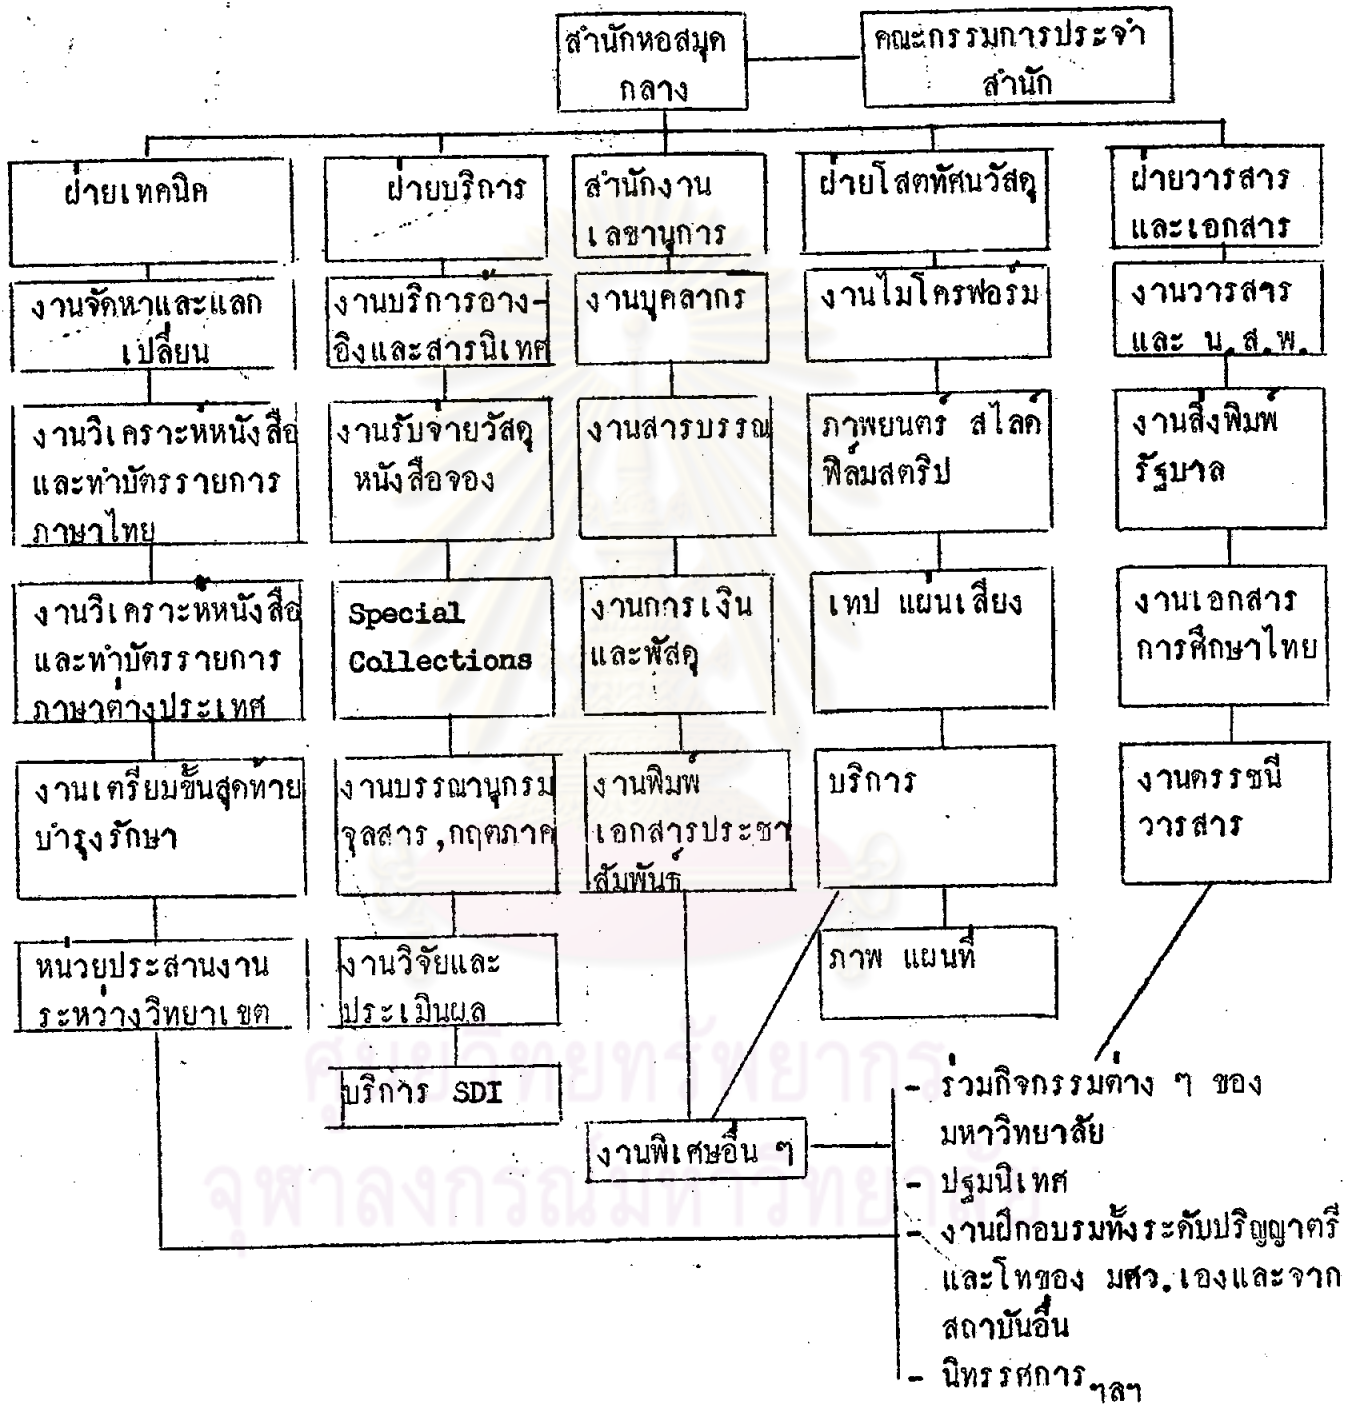 สำนักหอสมุด
กลาง
คณะกรรมการประจำ
สำนัก
ฝ่ายเทคนิค
งานจัดหาและแลก
เปลี่ยน
งานวิเคราะห์หนังสือ
และทำบัตรรายการ
ภาษาไทย
งานวิเคราะห์หนังสือ
และทำบัตรรายการ
ภาษาต่างประเทศ
งานเตรียมขั้นสุดท้าย
บำรุงรักษา
หน่วยประสานงาน
ระหว่างวิทยาเขต
ฝ่ายบริการ
งานบริการอ้าง-
อิงและสารนิเทศ
งานรับจ่ายวัสดุ
หนังสือจอง
Special
Collections
งานบรรณานุกรม
จุลสาร,กฤตภาค
งานวิจัยและ
ประเมินผล
บริการ SDI
สำนักงาน
เลขานุการ
งานบุคลากร
งานสารบรรณ
งานการเงิน
และพัสดุ
งานพิมพ์
เอกสารประชา
สัมพันธ์
งานพิเศษอื่น ๆ
ฝ่ายโสตทัศนวัสดุ
งานไมโครฟอร์ม
ภาพยนตร์ สไลด์
ฟิล์มสตริป
เทป แผ่นเสียง
บริการ
ภาพ แผนที่
ฝ่ายวารสาร
และเอกสาร
งานวารสาร
และ น.ส.พ.
งานสิ่งพิมพ์
รัฐบาล
งานเอกสาร
การศึกษาไทย
งานดรรชนี
วารสาร
- ร่วมกิจกรรมต่าง ๆ ของ
มหาวิทยาลัย
- ปฐมนิเทศ
- งานฝึกอบรมทั้งระดับปริญญาตรี
และโทของ มศว.เองและจาก
สถาบันอื่น
- นิทรรศการ ฯลฯ
ศูนย์วิทยทรัพยากร
จุฬาลงกรณ์มหาวิทยาลัย